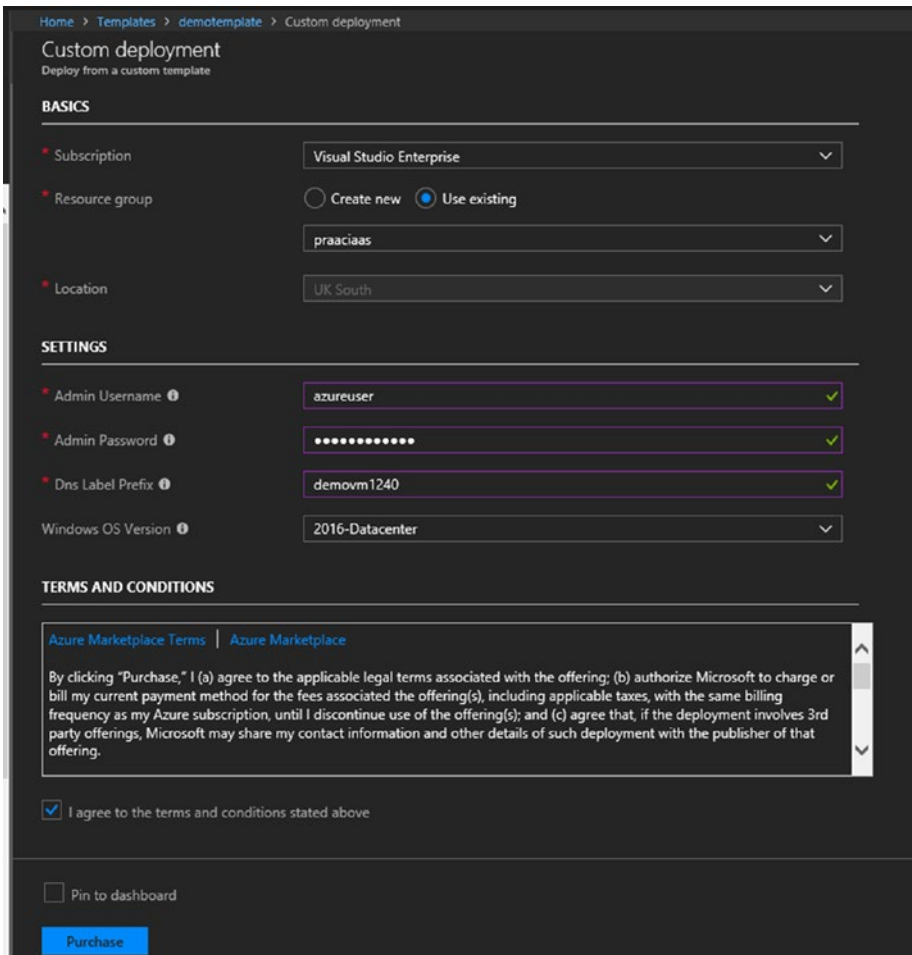 Home > Templates > demotemplate > Custom deployment
Custom deployment
Deploy from a custom template
BASICS
* Subscription Visual Studio Enterprise
* Resource group Create new Use existing
praaciaas
* Location UK South
SETTINGS
* Admin Username azureuser
* Admin Password ••••••••••••
* Dns Label Prefix demovm1240
Windows OS Version 2016-Datacenter
TERMS AND CONDITIONS
Azure Marketplace Terms | Azure Marketplace
By clicking “Purchase,” I (a) agree to the applicable legal terms associated with the offering; (b) authorize Microsoft to charge or
bill my current payment method for the fees associated the offering(s), including applicable taxes, with the same billing
frequency as my Azure subscription, until I discontinue use of the offering(s); and (c) agree that, if the deployment involves 3rd
party offerings, Microsoft may share my contact information and other details of such deployment with the publisher of that
offering.
I agree to the terms and conditions stated above
Pin to dashboard
Purchase